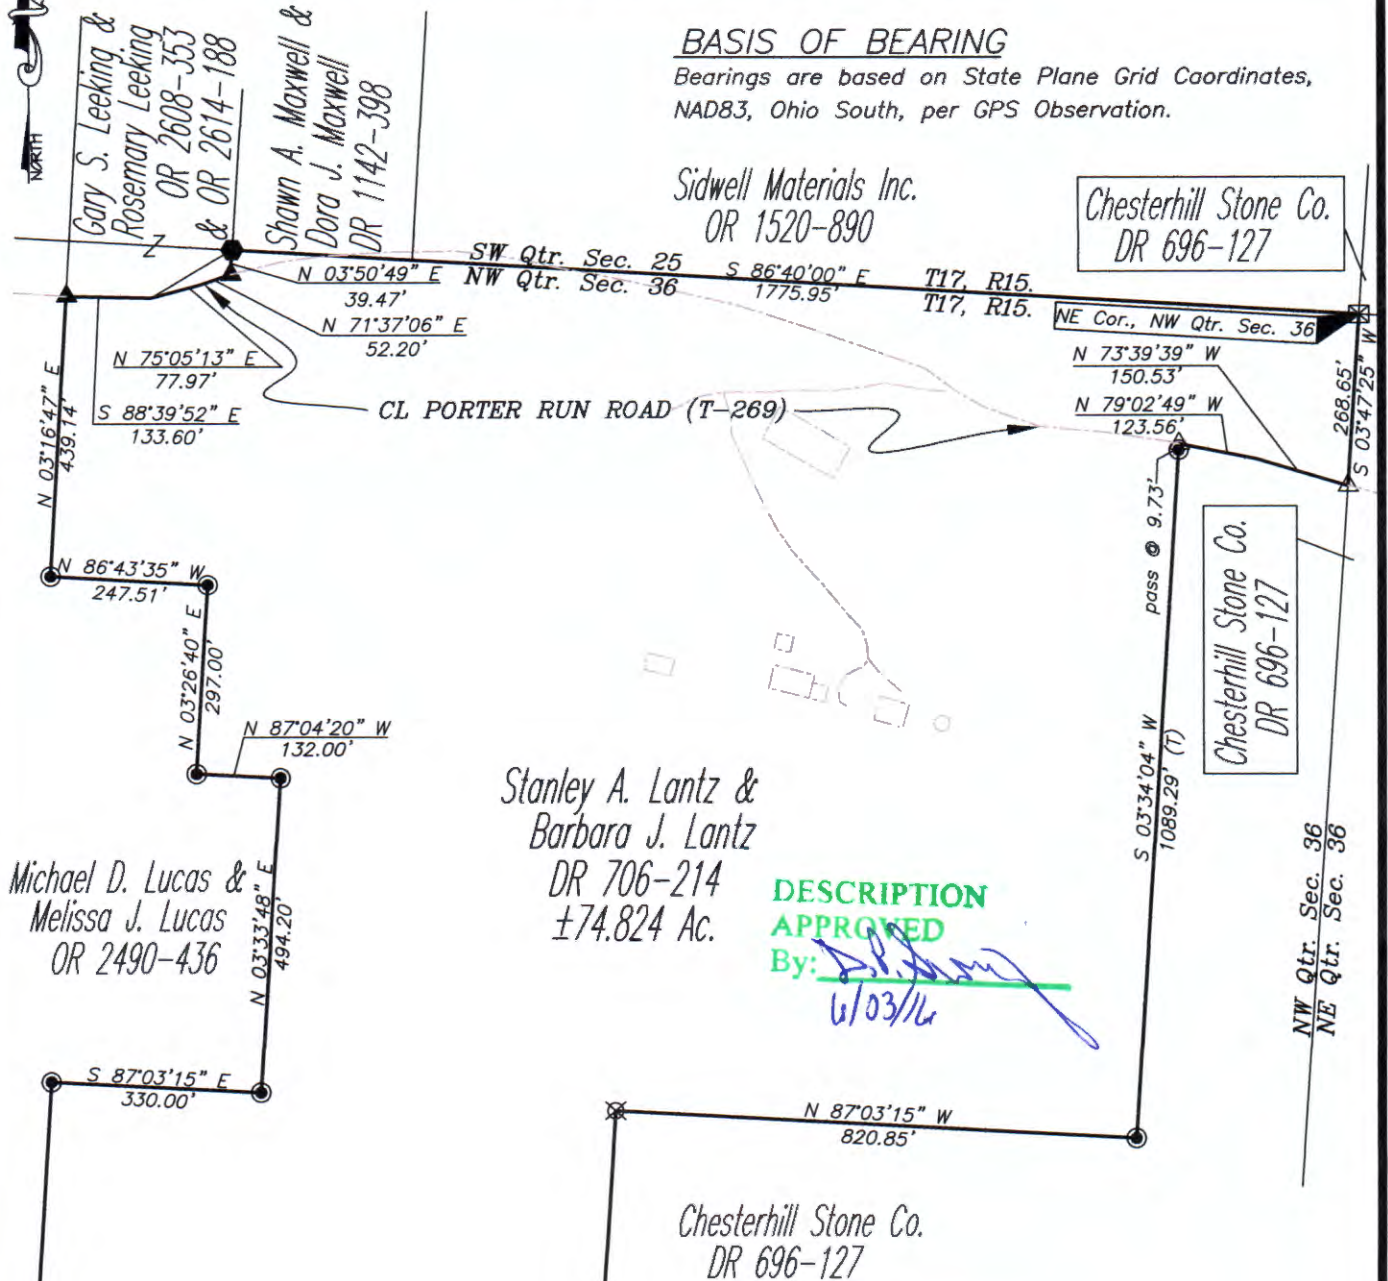 NORTH
Gary S. Leeking &
Rosemary Leeking
OR 2608-353
& OR 2614-188
Shawn A. Maxwell &
Dora J. Maxwell
DR 1142-398
BASIS OF BEARING
Bearings are based on State Plane Grid Coordinates,
NAD83, Ohio South, per GPS Observation.
Sidwell Materials Inc.
OR 1520-890
Chesterhill Stone Co.
DR 696-127
Z
SW Qtr. Sec. 25
NW Qtr. Sec. 36
S 86°40'00" E
1775.95'
T17, R15.
T17, R15.
NE Cor., NW Qtr. Sec. 36
N 03°50'49" E
39.47'
N 71°37'06" E
52.20'
N 75°05'13" E
77.97'
S 88°39'52" E
133.60'
N 03°16'47" E
439.14'
CL PORTER RUN ROAD (T-269)
N 73°39'39" W
150.53'
N 79°02'49" W
123.56'
268.65'
S 03°47'25" W
pass @ 9.73'
Chesterhill Stone Co.
DR 696-127
N 86°43'35" W
247.51'
N 03°26'40" E
297.00'
N 87°04'20" W
132.00'
S 03°34'04" W
1089.29' (T)
Stanley A. Lantz &
Barbara J. Lantz
DR 706-214
±74.824 Ac.
Michael D. Lucas &
Melissa J. Lucas
OR 2490-436
N 03°33'48" E
494.20'
DESCRIPTION
APPROVED
By:
6/03/16
NW Qtr. Sec. 36
NE Qtr. Sec. 36
S 87°03'15" E
330.00'
N 87°03'15" W
820.85'
Chesterhill Stone Co.
DR 696-127